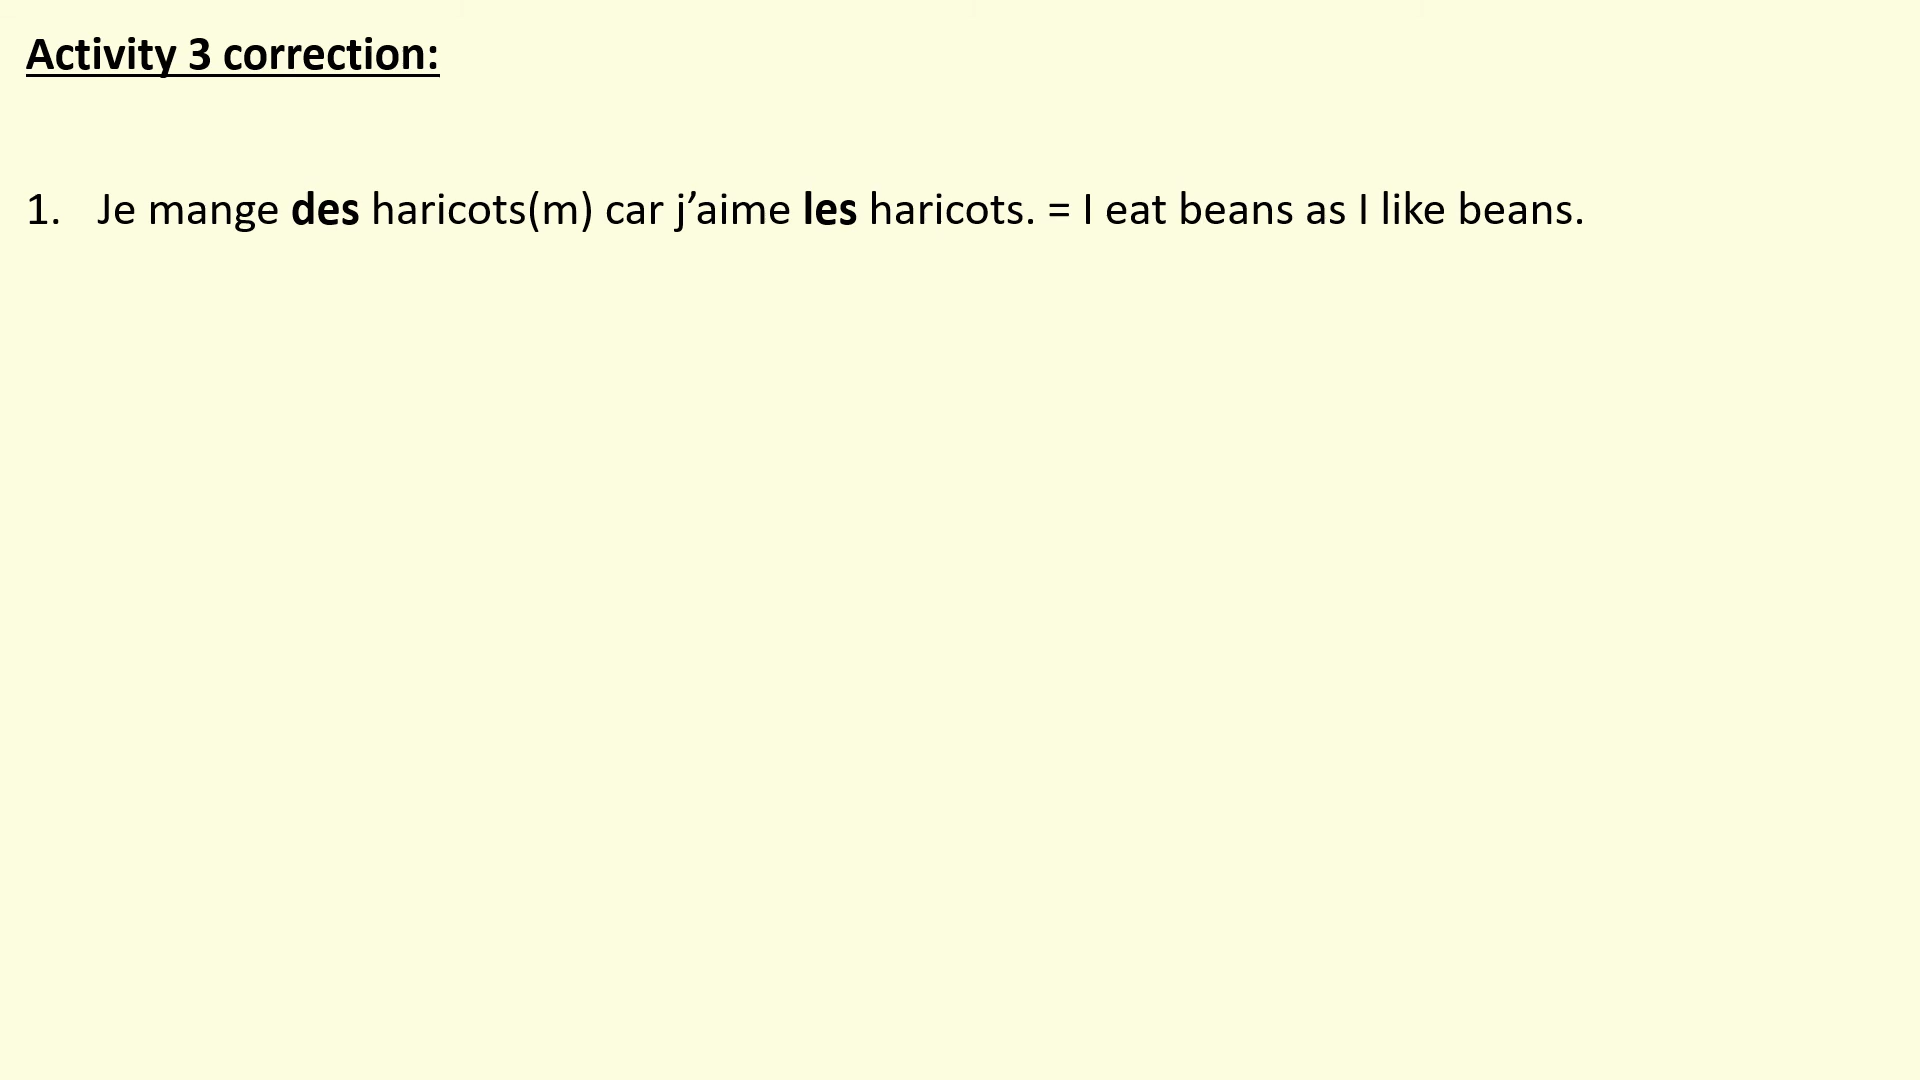 Activity 3 correction:
1. Je mange des haricots(m) car j’aime les haricots. = I eat beans as I like beans.